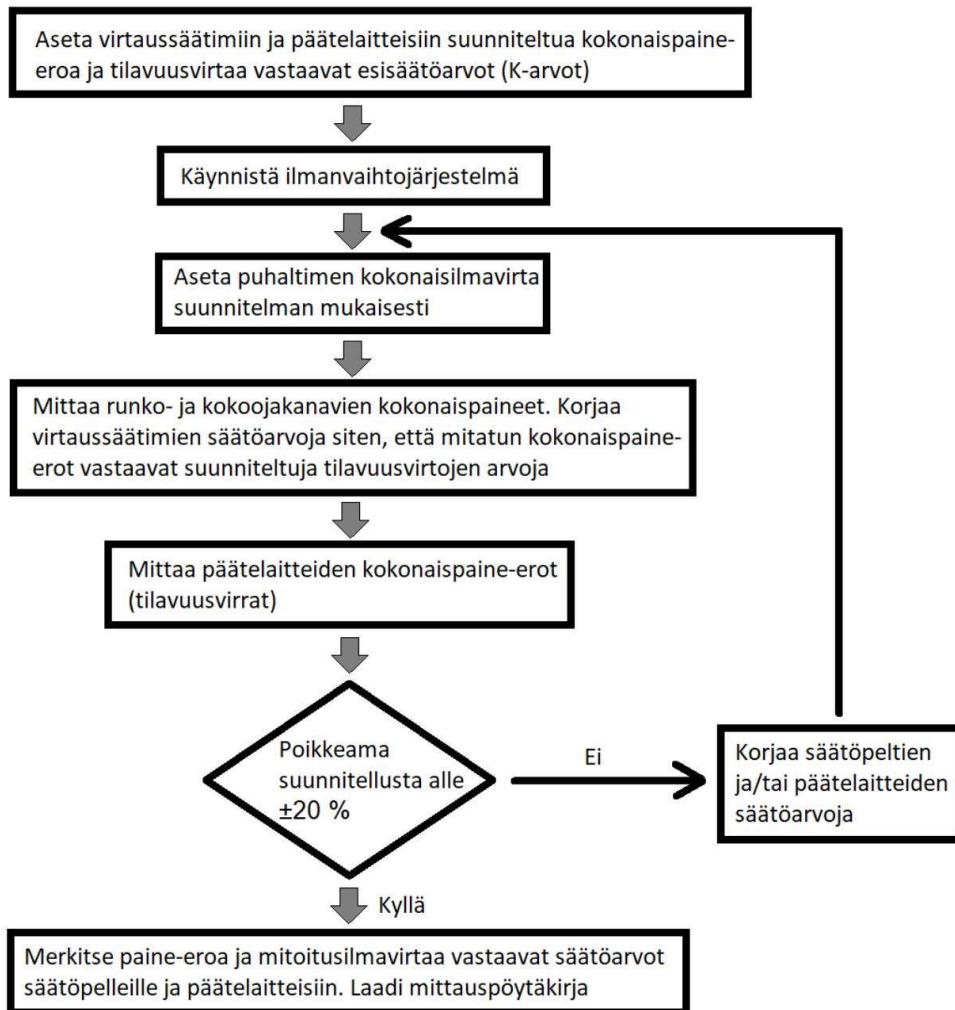 Aseta virtaussäätimiin ja päätelaitteisiin suunniteltua kokonaispaine-
eroa ja tilavuusvirtaa vastaavat esisäätöarvot (K-arvot)
Käynnistä ilmanvaihtojärjestelmä
Aseta puhaltimen kokonaisilmavirta
suunnitelman mukaisesti
Mittaa runko- ja kokoojakanavien kokonaispaineet. Korjaa
virtaussäätimien säätöarvoja siten, että mitatun kokonaispaine-
erot vastaavat suunniteltuja tilavuusvirtojen arvoja
Mittaa päätelaitteiden kokonaispaine-erot
(tilavuusvirrat)
Poikkeama
suunnitellusta alle
±20 %
Ei
Korjaa säätöpeltien
ja/tai päätelaitteiden
säätöarvoja
Kyllä
Merkitse paine-eroa ja mitoitusilmavirtaa vastaavat säätöarvot
säätöpelleille ja päätelaitteisiin. Laadi mittauspöytäkirja